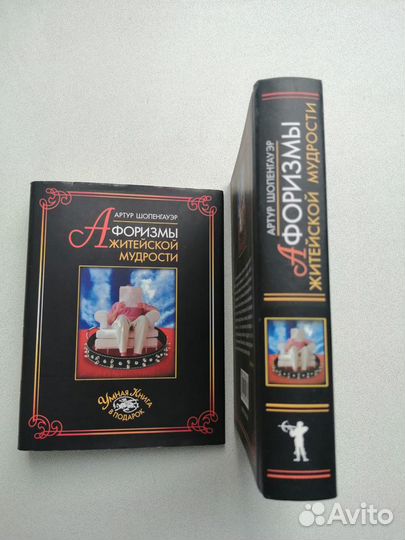 АРТУР ШОПЕНГАУЭР
АФОРИЗМЫ
ЖИТЕЙСКОЙ
МУДРОСТИ
УМНАЯ КНИГА
В ПОДАРОК
АРТУР ШОПЕНГАУЭР
АФОРИЗМЫ
ЖИТЕЙСКОЙ МУДРОСТИ
Avito